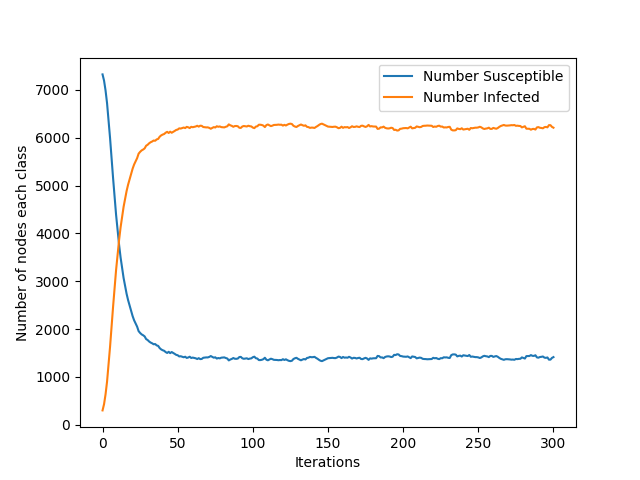 Number Susceptible
Number Infected
Number of nodes each class
7000
6000
5000
4000
3000
2000
1000
0
0 50 100 150 200 250 300
Iterations